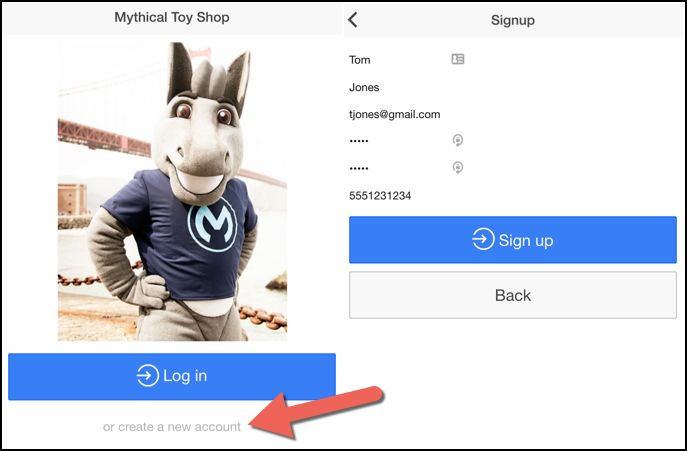 Mythical Toy Shop
M
Log in
or create a new account
Signup
Tom
Jones
tjones@gmail.com
•••••
•••••
5551231234
Sign up
Back